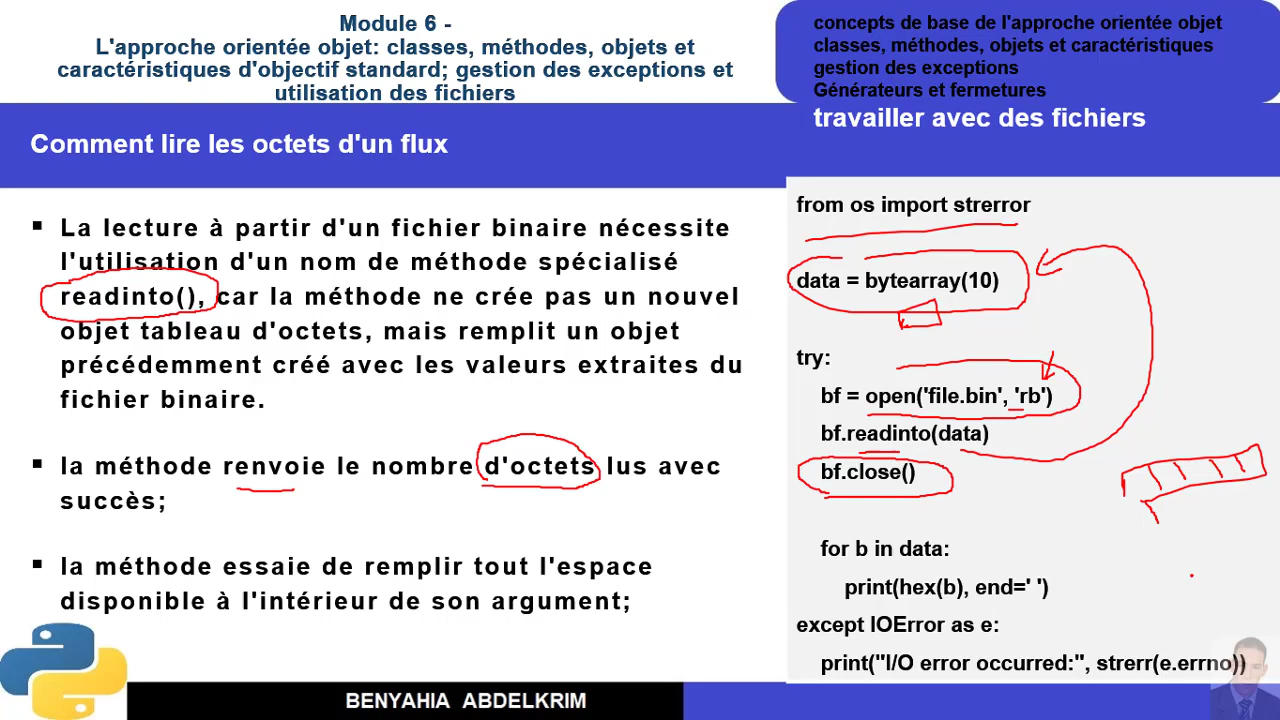 Module 6 -
L'approche orientée objet: classes, méthodes, objets et
caractéristiques d'objectif standard; gestion des exceptions et
utilisation des fichiers
concepts de base de l'approche orientée objet
classes, méthodes, objets et caractéristiques
gestion des exceptions
Générateurs et fermetures
travailler avec des fichiers
Comment lire les octets d'un flux
▪ La lecture à partir d'un fichier binaire nécessite
l'utilisation d'un nom de méthode spécialisé
readinto(), car la méthode ne crée pas un nouvel
objet tableau d'octets, mais remplit un objet
précédemment créé avec les valeurs extraites du
fichier binaire.
▪ la méthode renvoie le nombre d'octets lus avec
succès;
▪ la méthode essaie de remplir tout l'espace
disponible à l'intérieur de son argument;
from os import strerror
data = bytearray(10)
try:
bf = open('file.bin', 'rb')
bf.readinto(data)
bf.close()
for b in data:
print(hex(b), end=' ')
except IOError as e:
print("I/O error occurred:", strerr(e.errno))
BENYAHIA ABDELKRIM